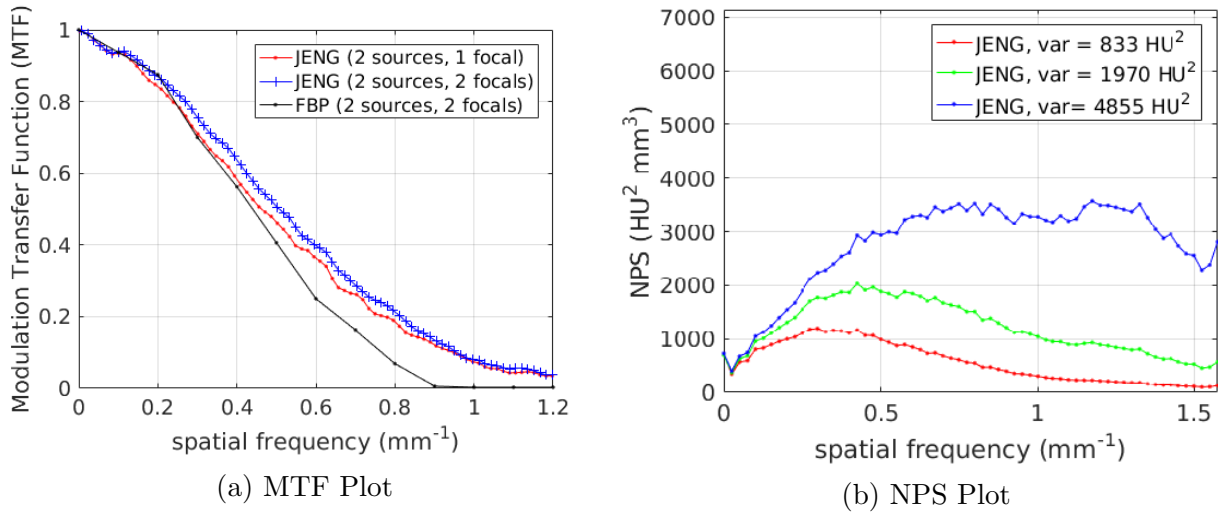 Modulation Transfer Function (MTF)
1
0.8
0.6
0.4
0.2
0
JENG (2 sources, 1 focal)
JENG (2 sources, 2 focals)
FBP (2 sources, 2 focals)
0 0.2 0.4 0.6 0.8 1 1.2
spatial frequency (mm⁻¹)
(a) MTF Plot
NPS (HU² mm³)
7000
6000
5000
4000
3000
2000
1000
0
JENG, var = 833 HU²
JENG, var = 1970 HU²
JENG, var= 4855 HU²
0 0.5 1 1.5
spatial frequency (mm⁻¹)
(b) NPS Plot